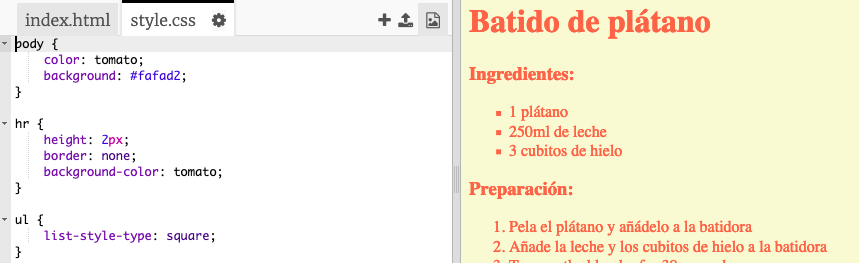 index.html
style.css
body {
color: tomato;
background: #fafad2;
}
hr {
height: 2px;
border: none;
background-color: tomato;
}
ul {
list-style-type: square;
}
Batido de plátano
Ingredientes:
1 plátano
250ml de leche
3 cubitos de hielo
Preparación:
1. Pela el plátano y añádelo a la batidora
2. Añade la leche y los cubitos de hielo a la batidora